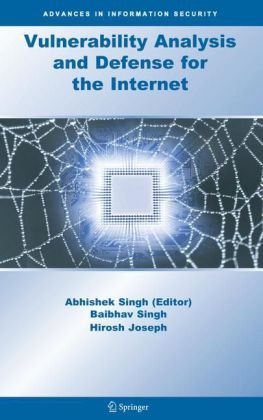 ADVANCES IN INFORMATION SECURITY
Vulnerability Analysis
and Defense for
the Internet
Abhishek Singh (Editor)
Baibhav Singh
Hirosh Joseph
Springer